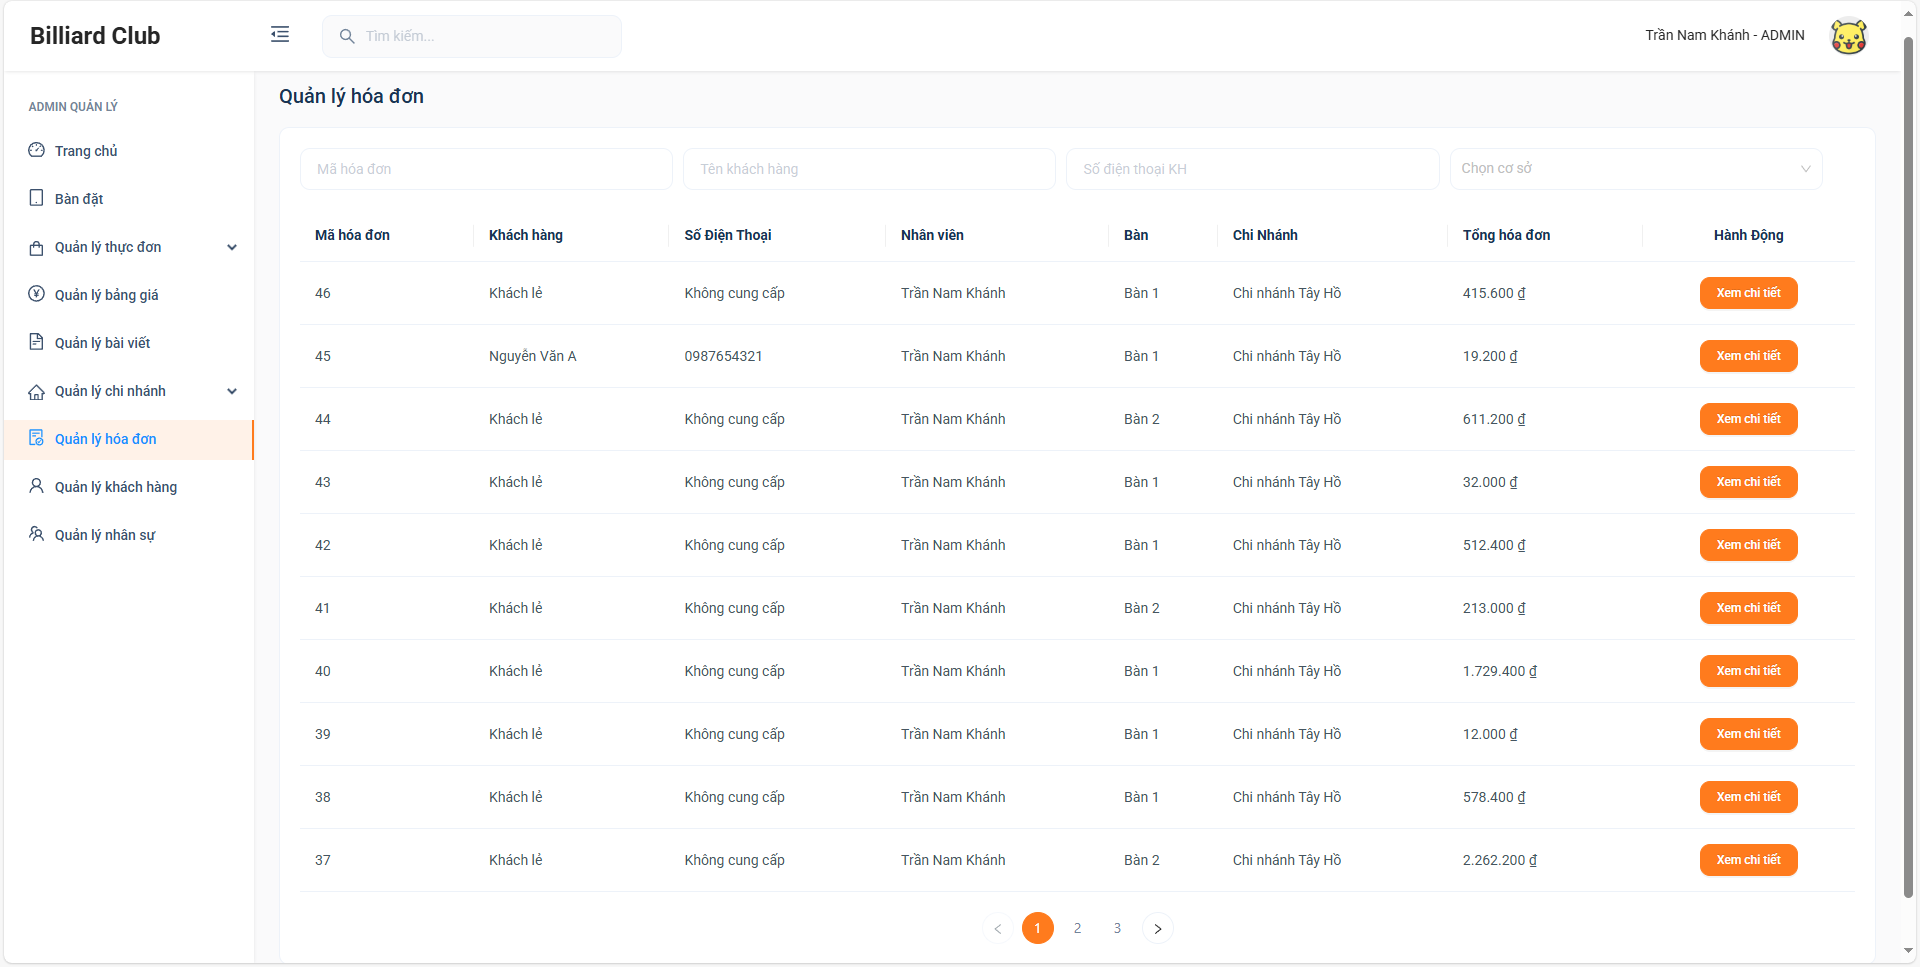 Billiard Club
Tìm kiếm...
Trần Nam Khánh - ADMIN
ADMIN QUẢN LÝ
Trang chủ
Bàn đặt
Quản lý thực đơn
Quản lý bảng giá
Quản lý bài viết
Quản lý chi nhánh
Quản lý hóa đơn
Quản lý khách hàng
Quản lý nhân sự
Quản lý hóa đơn
Mã hóa đơn Tên khách hàng Số điện thoại KH Chọn cơ sở
Mã hóa đơn Khách hàng Số Điện Thoại Nhân viên Bàn Chi Nhánh Tổng hóa đơn Hành Động
46 Khách lẻ Không cung cấp Trần Nam Khánh Bàn 1 Chi nhánh Tây Hồ 415.600 ₫ Xem chi tiết
45 Nguyễn Văn A 0987654321 Trần Nam Khánh Bàn 1 Chi nhánh Tây Hồ 19.200 ₫ Xem chi tiết
44 Khách lẻ Không cung cấp Trần Nam Khánh Bàn 2 Chi nhánh Tây Hồ 611.200 ₫ Xem chi tiết
43 Khách lẻ Không cung cấp Trần Nam Khánh Bàn 1 Chi nhánh Tây Hồ 32.000 ₫ Xem chi tiết
42 Khách lẻ Không cung cấp Trần Nam Khánh Bàn 1 Chi nhánh Tây Hồ 512.400 ₫ Xem chi tiết
41 Khách lẻ Không cung cấp Trần Nam Khánh Bàn 2 Chi nhánh Tây Hồ 213.000 ₫ Xem chi tiết
40 Khách lẻ Không cung cấp Trần Nam Khánh Bàn 1 Chi nhánh Tây Hồ 1.729.400 ₫ Xem chi tiết
39 Khách lẻ Không cung cấp Trần Nam Khánh Bàn 1 Chi nhánh Tây Hồ 12.000 ₫ Xem chi tiết
38 Khách lẻ Không cung cấp Trần Nam Khánh Bàn 1 Chi nhánh Tây Hồ 578.400 ₫ Xem chi tiết
37 Khách lẻ Không cung cấp Trần Nam Khánh Bàn 2 Chi nhánh Tây Hồ 2.262.200 ₫ Xem chi tiết
1 2 3